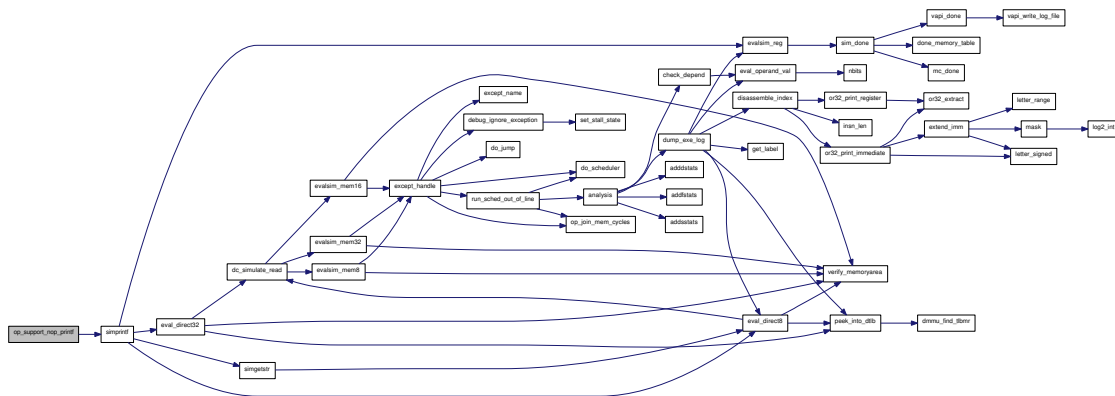 vapi_done
vapi_write_log_file
evalsim_reg
sim_done
done_memory_table
mc_done
check_depend
eval_operand_val
nbits
except_name
disassemble_index
or32_print_register
or32_extract
letter_range
debug_ignore_exception
set_stall_state
insn_len
extend_imm
mask
log2_int
do_jump
dump_exe_log
get_label
or32_print_immediate
letter_signed
evalsim_mem16
except_handle
do_scheduler
adddstats
run_sched_out_of_line
analysis
addfstats
op_join_mem_cycles
addsstats
evalsim_mem32
dc_simulate_read
evalsim_mem8
verify_memoryarea
op_support_nop_printf
simprintf
eval_direct32
eval_direct8
peek_into_dtlb
dmmu_find_tlbmr
simgetstr